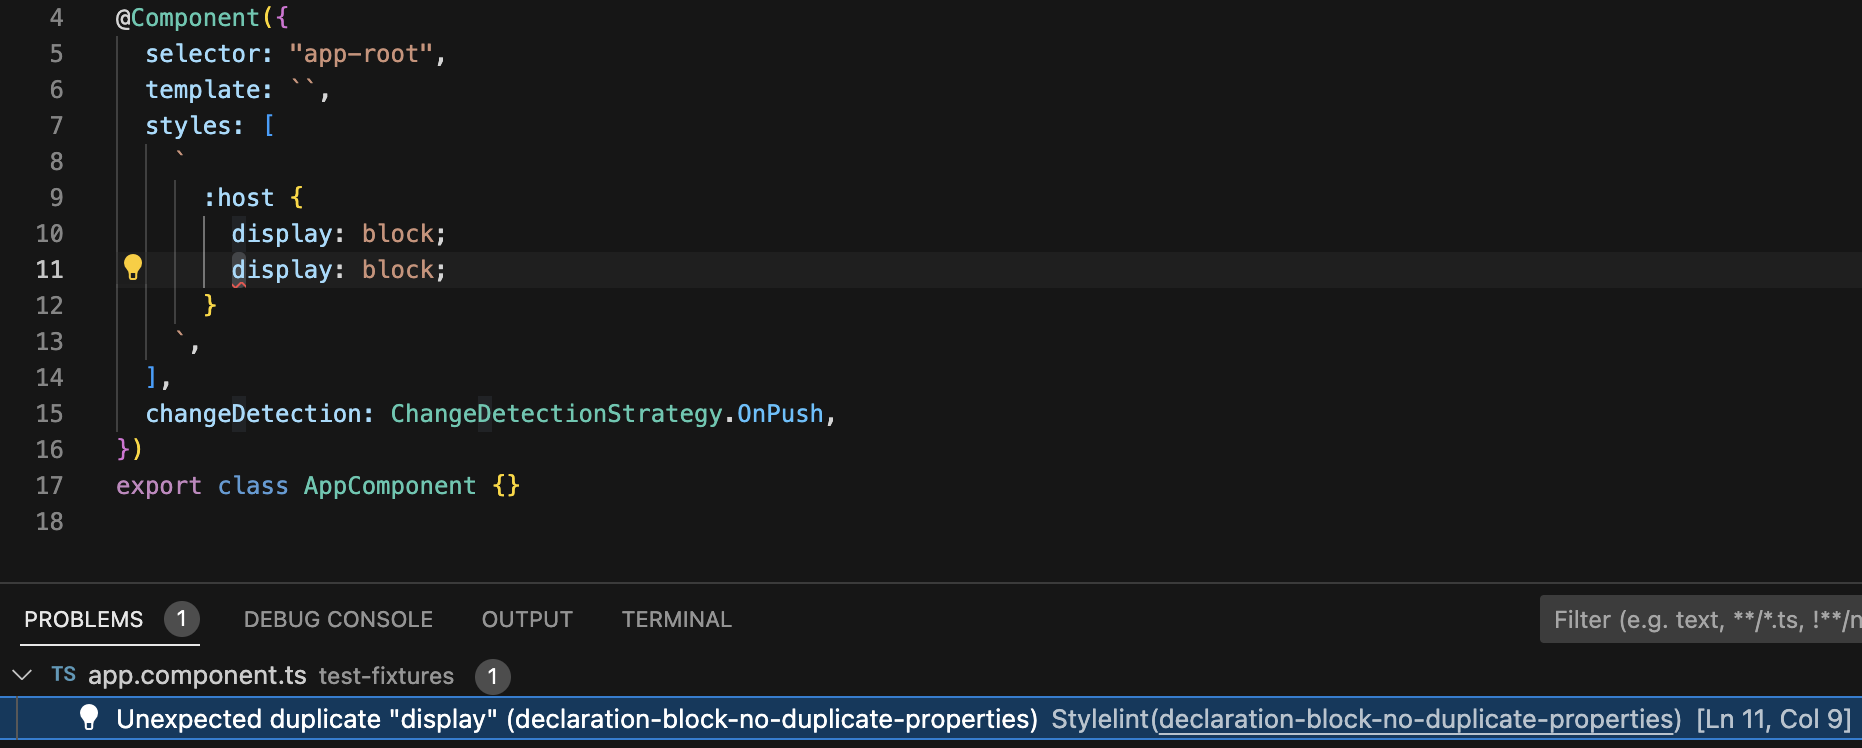 4 @Component({
5 selector: "app-root",
6 template: ``,
7 styles: [
8 `
9 :host {
10 display: block;
11 display: block;
12 }
13 `,
14 ],
15 changeDetection: ChangeDetectionStrategy.OnPush,
16 })
17 export class AppComponent {}
18
PROBLEMS 1 DEBUG CONSOLE OUTPUT TERMINAL Filter (e.g. text, **/*.ts, !**/n
TS app.component.ts test-fixtures 1
Unexpected duplicate "display" (declaration-block-no-duplicate-properties) Stylelint(declaration-block-no-duplicate-properties) [Ln 11, Col 9]